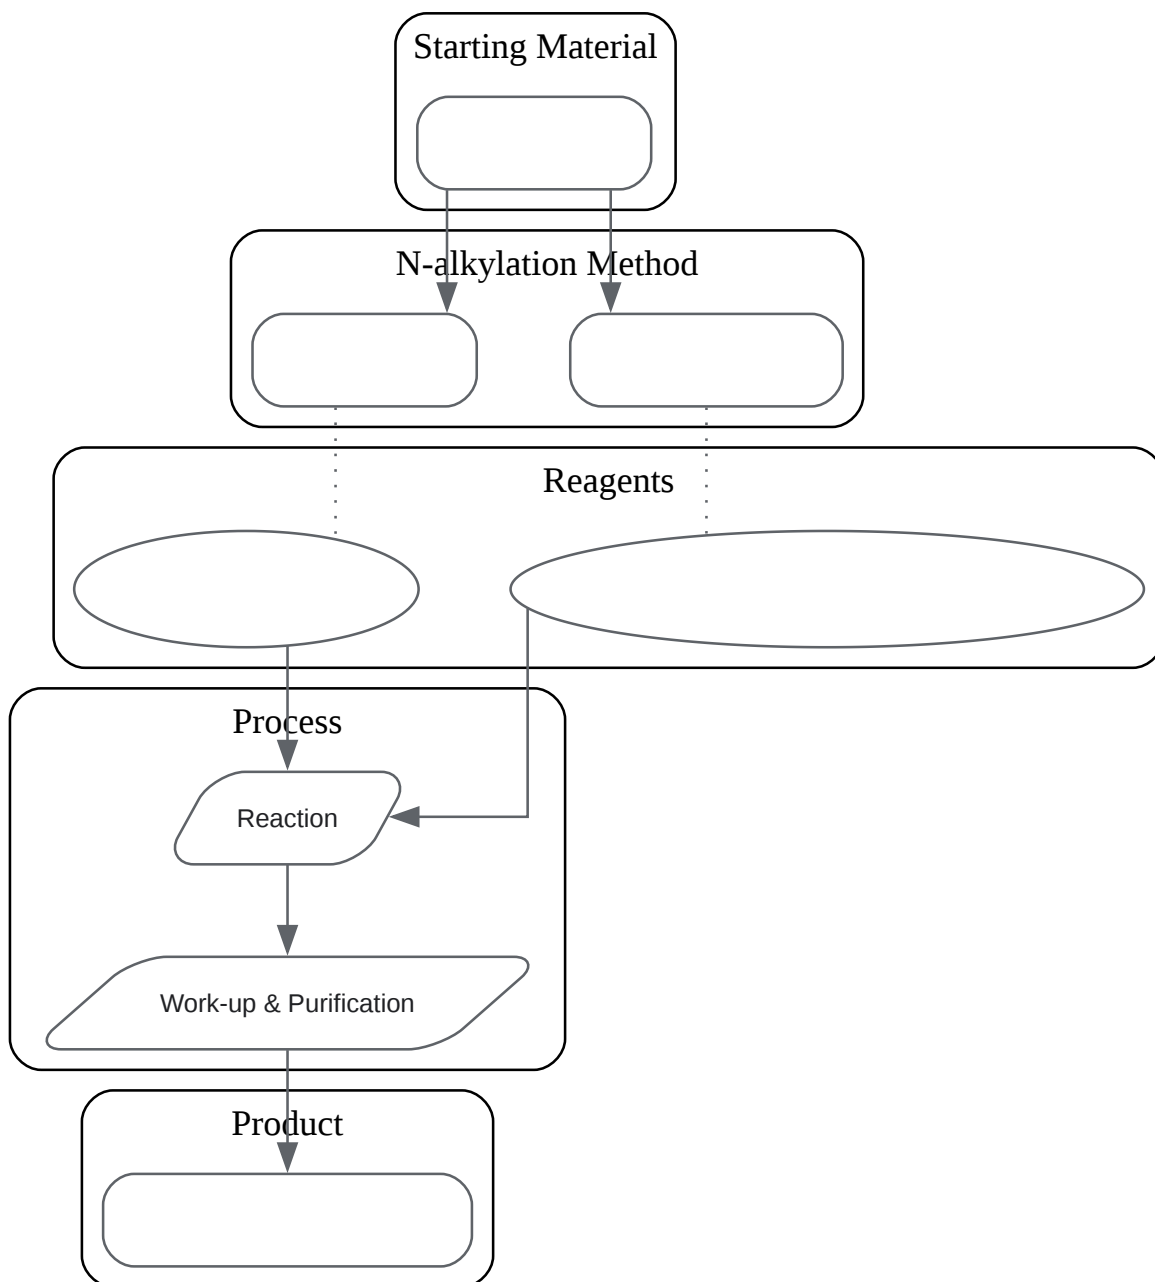 Starting Material
N-alkylation Method
Reagents
Process
Reaction
Work-up & Purification
Product